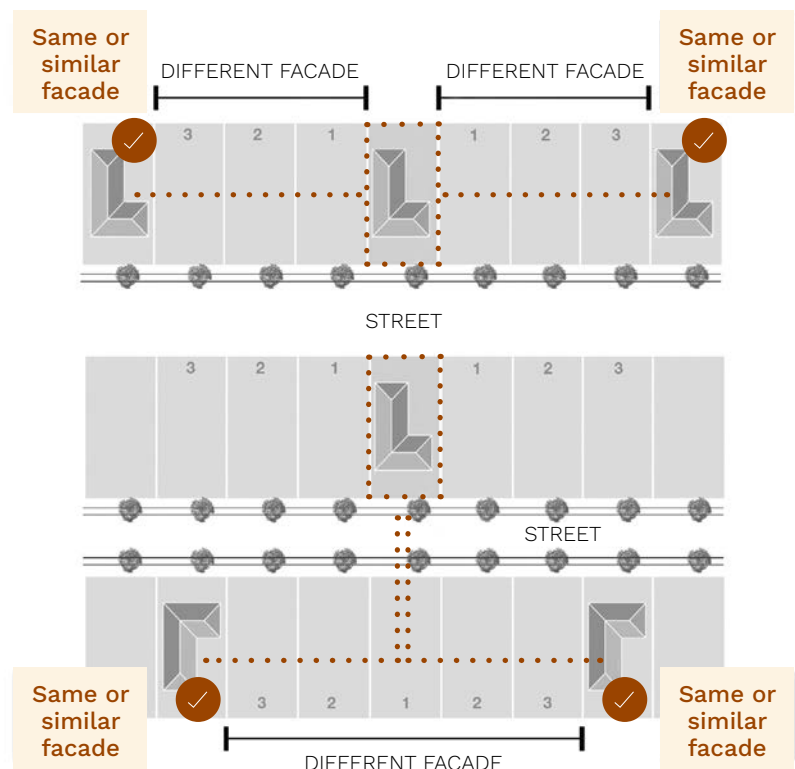 Same or
similar
facade
DIFFERENT FACADE
DIFFERENT FACADE
Same or
similar
facade
3 2 1 1 2 3
STREET
3 2 1 1 2 3
STREET
Same or
similar
facade
3 2 1 2 3
Same or
similar
facade
DIFFERENT FACADE